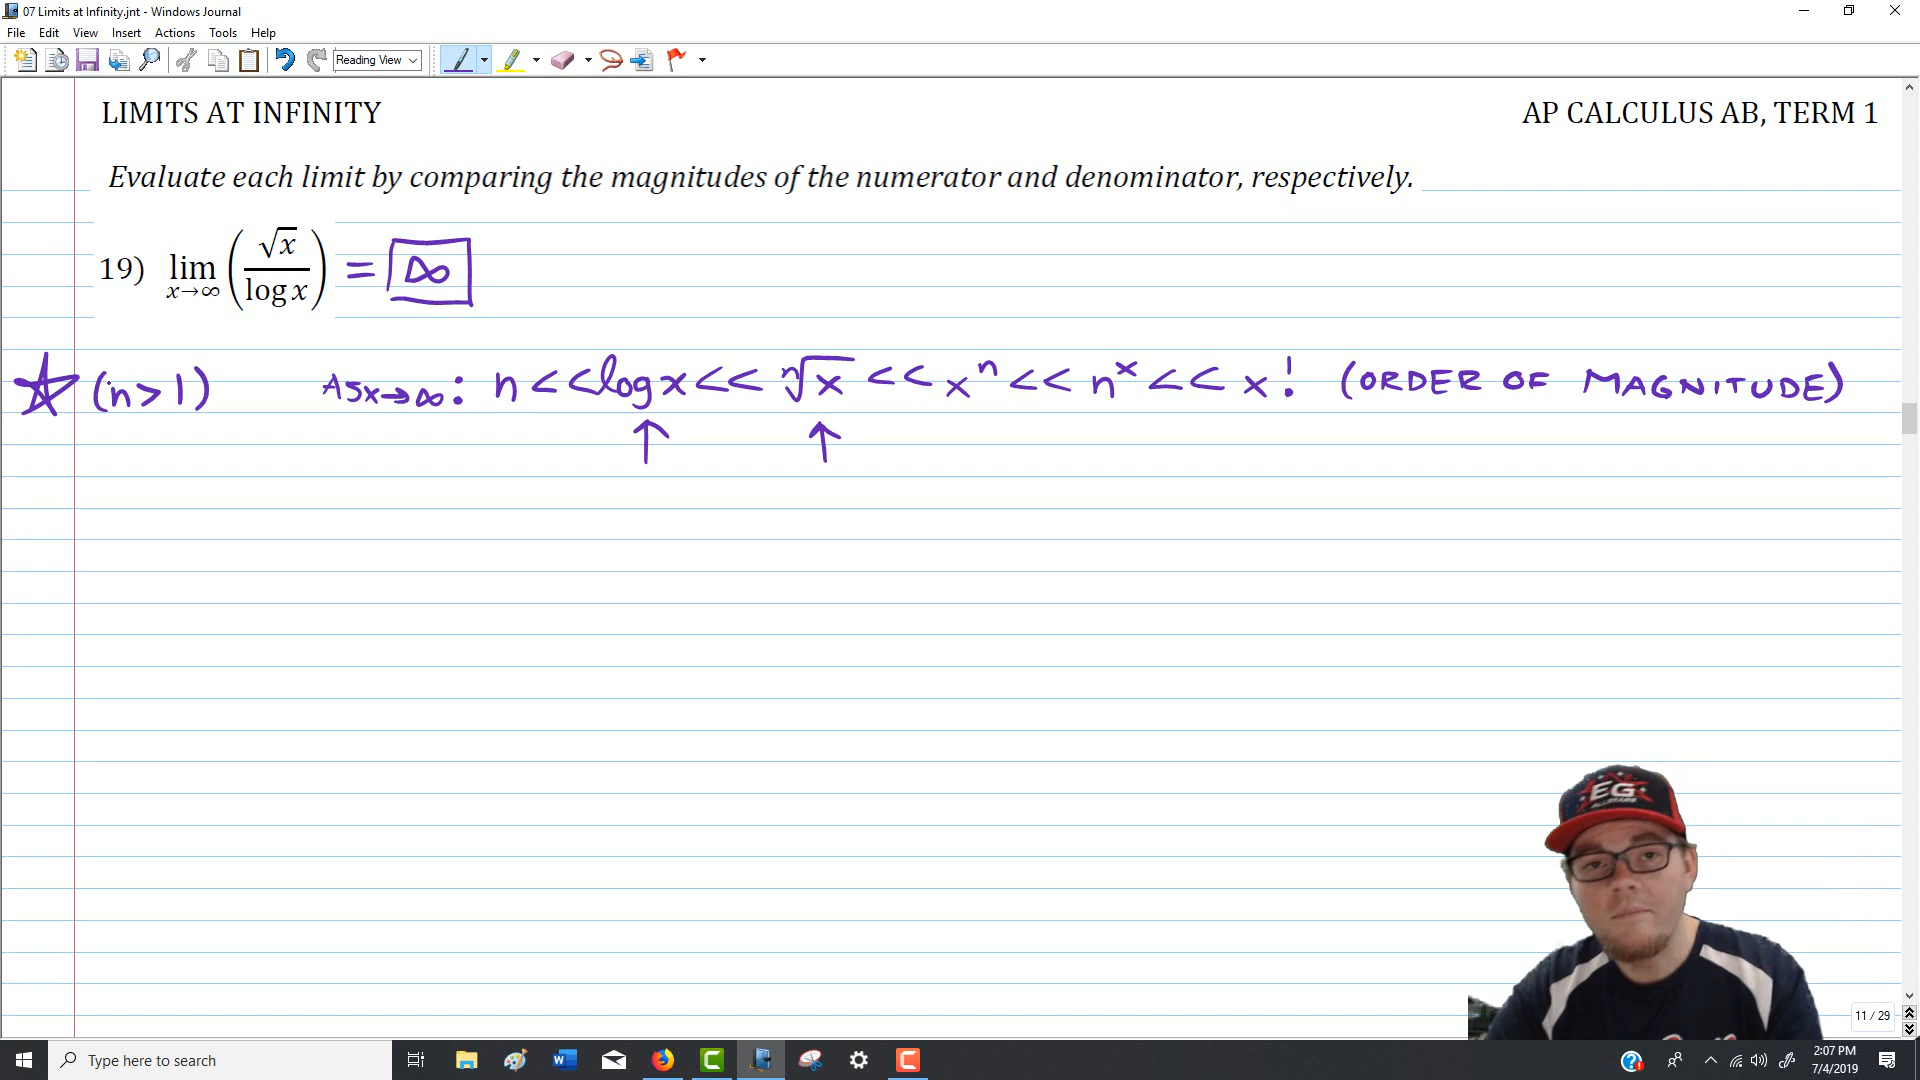 07 Limits at Infinity.jnt - Windows Journal
File Edit View Insert Actions Tools Help
Reading View
LIMITS AT INFINITY AP CALCULUS AB, TERM 1
Evaluate each limit by comparing the magnitudes of the numerator and denominator, respectively.
19) lim x→∞ (√x / log x) = ∞
(n>1) AS x→∞: n << log x << ⁿ√x << xⁿ << nˣ << x! (ORDER OF MAGNITUDE)
EG
11 / 29
Type here to search
2:07 PM
7/4/2019